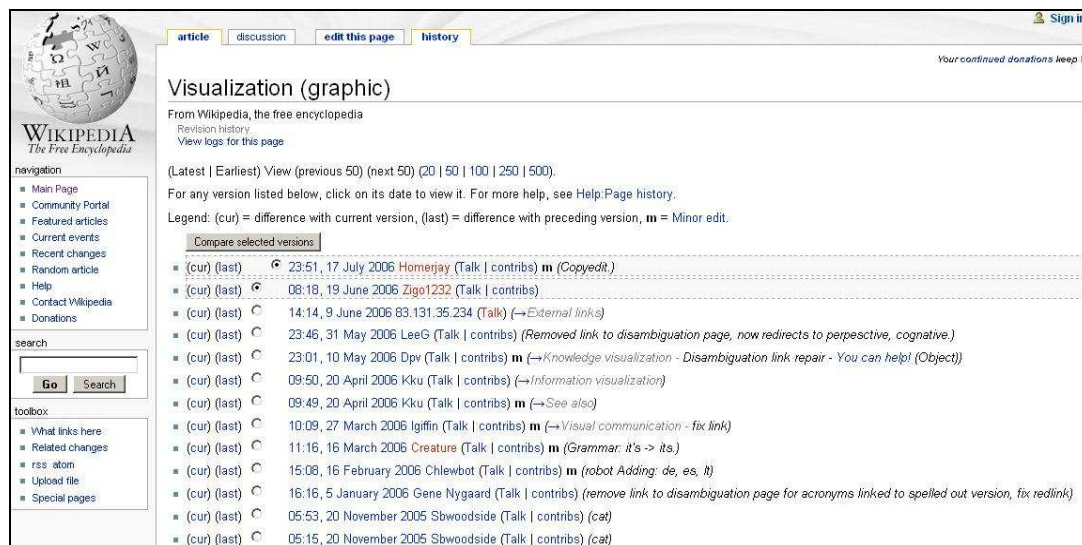 Sign in
article discussion edit this page history
Your continued donations keep
Visualization (graphic)
From Wikipedia, the free encyclopedia
Revision history
View logs for this page
(Latest | Earliest) View (previous 50) (next 50) (20 | 50 | 100 | 250 | 500).
For any version listed below, click on its date to view it. For more help, see Help:Page history.
Legend: (cur) = difference with current version, (last) = difference with preceding version, m = Minor edit.
Compare selected versions
(cur) (last) 23:51, 17 July 2006 Homerjay (Talk | contribs) m (Copyedit.)
(cur) (last) 08:18, 19 June 2006 Zigo1232 (Talk | contribs)
(cur) (last) 14:14, 9 June 2006 83.131.35.234 (Talk) (→External links)
(cur) (last) 23:46, 31 May 2006 LeeG (Talk | contribs) (Removed link to disambiguation page, now redirects to perpesctive, cognative.)
(cur) (last) 23:01, 10 May 2006 Dpv (Talk | contribs) m (→Knowledge visualization - Disambiguation link repair - You can help! (Object))
(cur) (last) 09:50, 20 April 2006 Kku (Talk | contribs) (→Information visualization)
(cur) (last) 09:49, 20 April 2006 Kku (Talk | contribs) m (→See also)
(cur) (last) 10:09, 27 March 2006 Igiffin (Talk | contribs) m (→Visual communication - fix link)
(cur) (last) 11:16, 16 March 2006 Creature (Talk | contribs) m (Grammar: it's -> its.)
(cur) (last) 15:08, 16 February 2006 Chlewbot (Talk | contribs) m (robot Adding: de, es, lt)
(cur) (last) 16:16, 5 January 2006 Gene Nygaard (Talk | contribs) (remove link to disambiguation page for acronyms linked to spelled out version, fix redlink)
(cur) (last) 05:53, 20 November 2005 Sbwoodside (Talk | contribs) (cat)
(cur) (last) 05:15, 20 November 2005 Sbwoodside (Talk | contribs) (cat)
WIKIPEDIA
The Free Encyclopedia
navigation
Main Page
Community Portal
Featured articles
Current events
Recent changes
Random article
Help
Contact Wikipedia
Donations
search
Go Search
toolbox
What links here
Related changes
rss atom
Upload file
Special pages